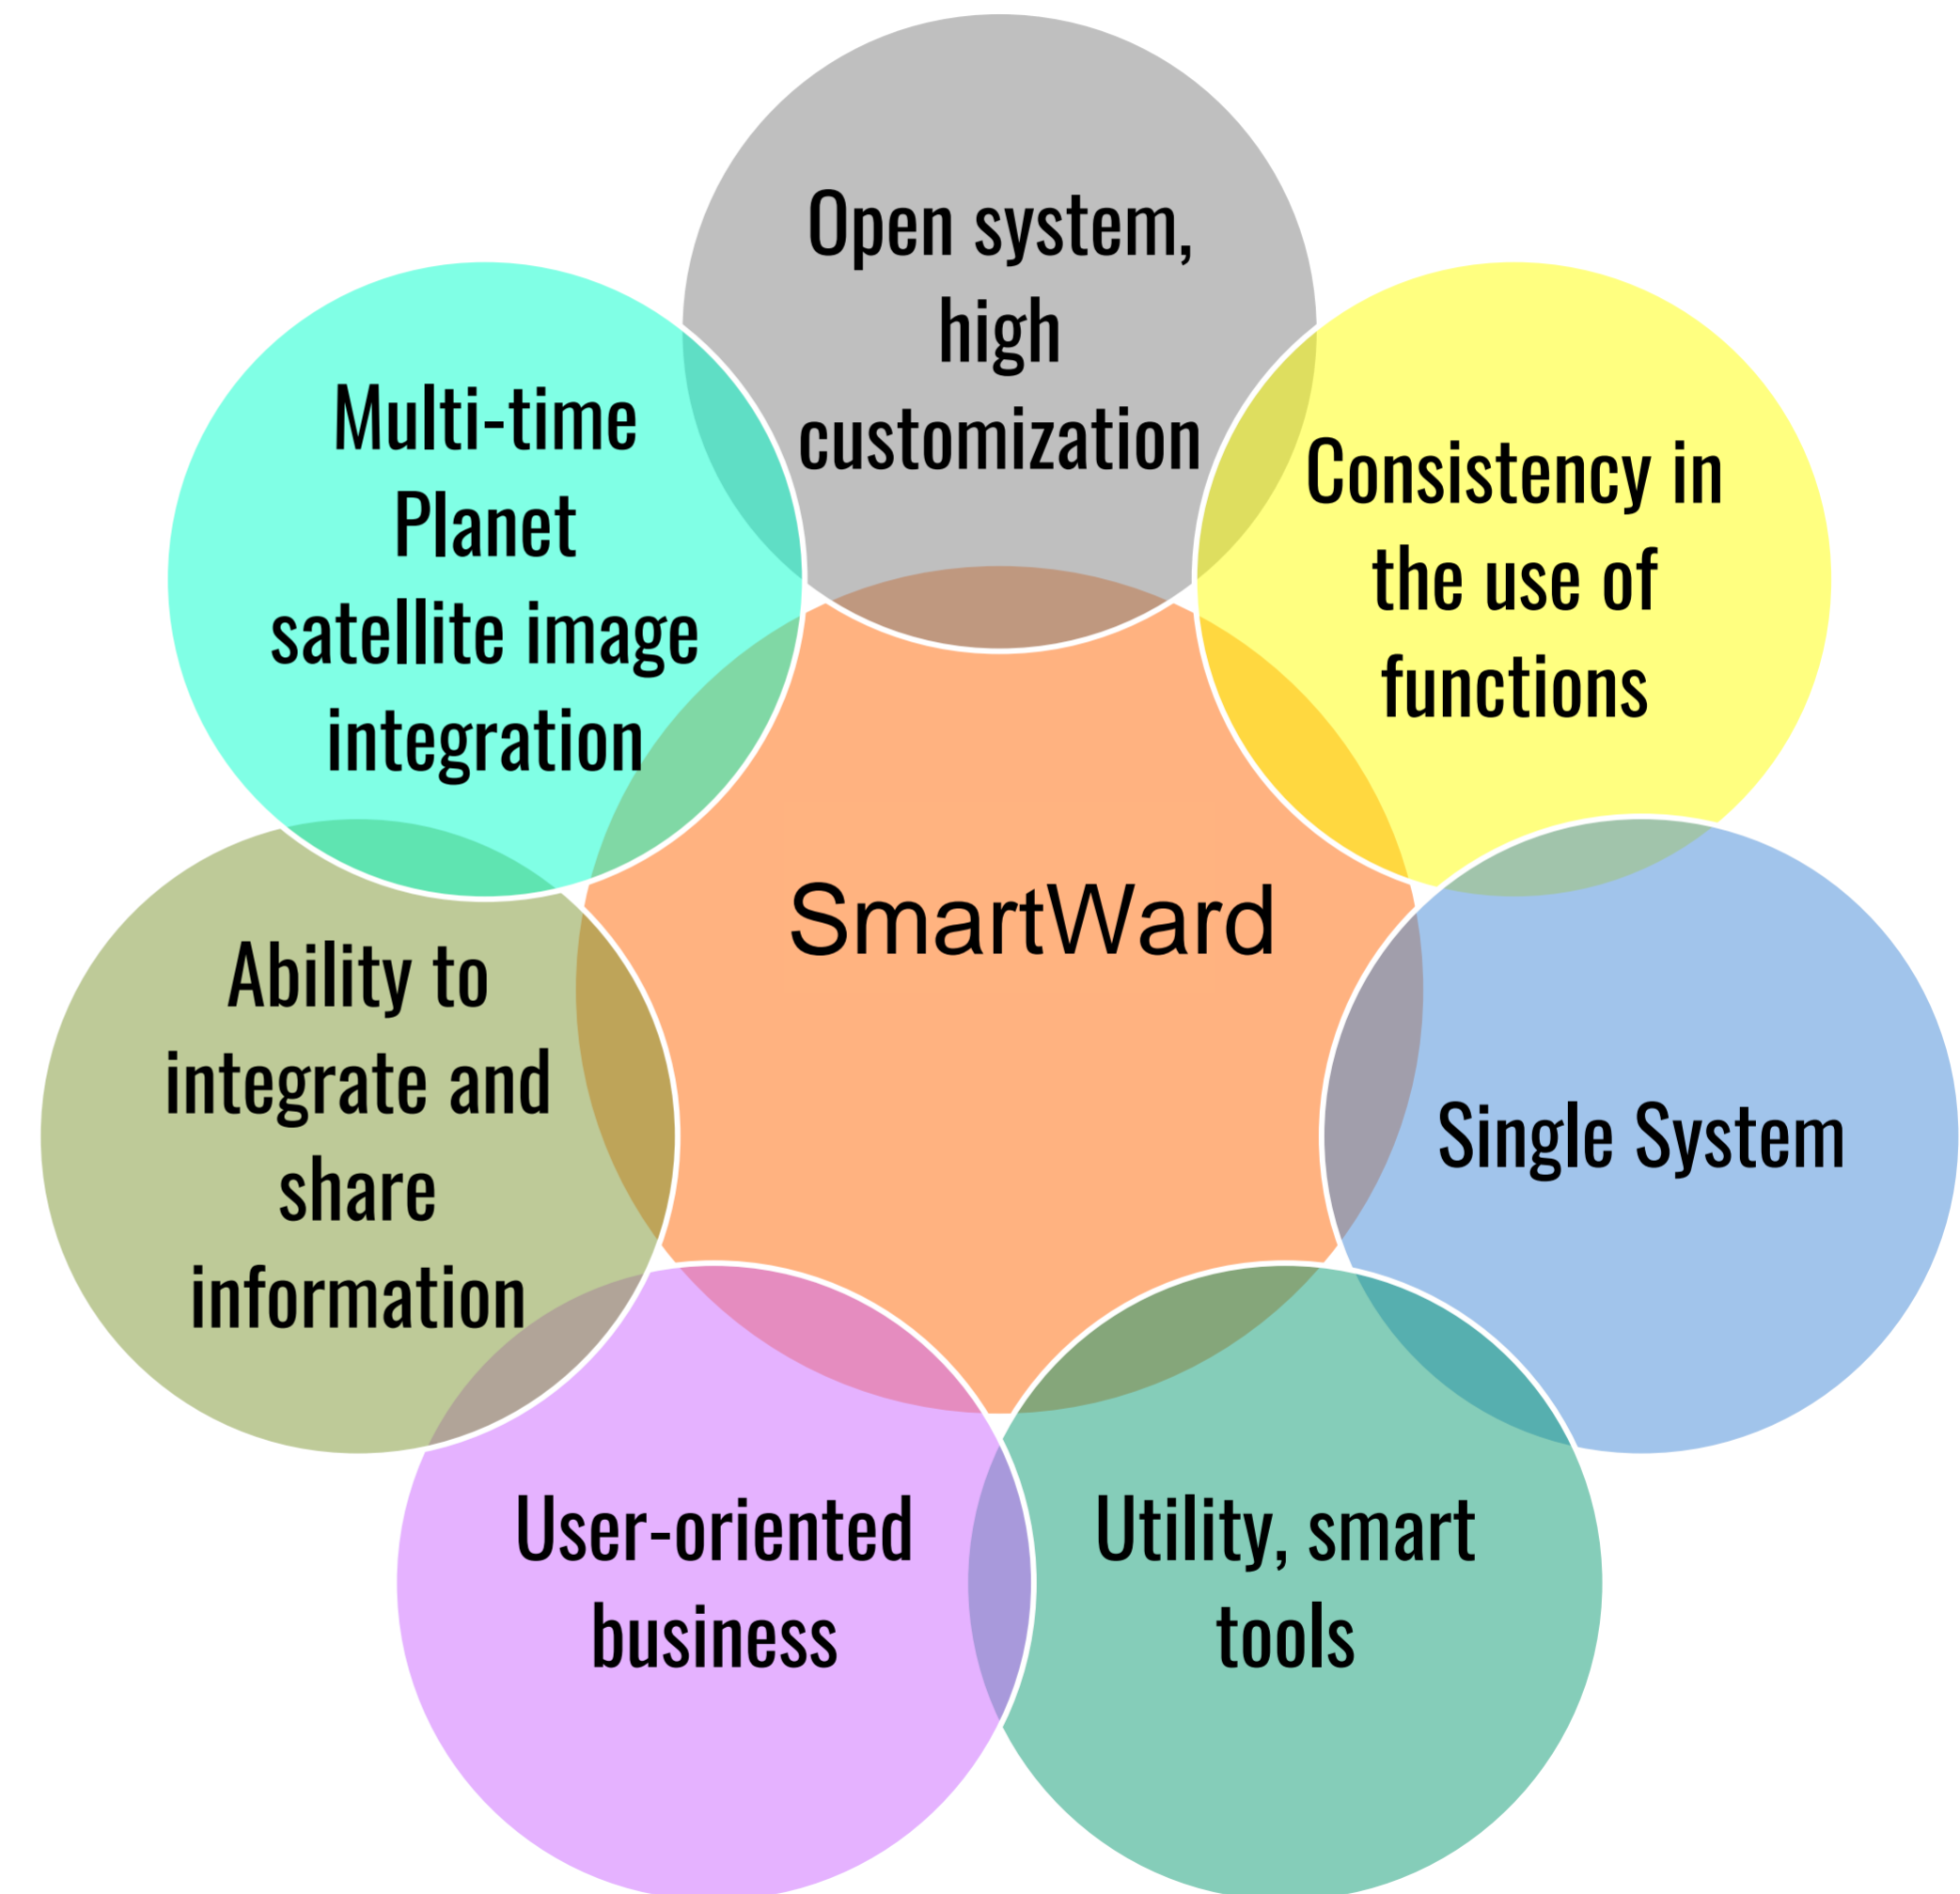 Open system,
high
customization
Multi-time
Planet
satellite image
integration
Consistency in
the use of
functions
SmartWard
Ability to
integrate and
share
information
Single System
User-oriented
business
Utility, smart
tools